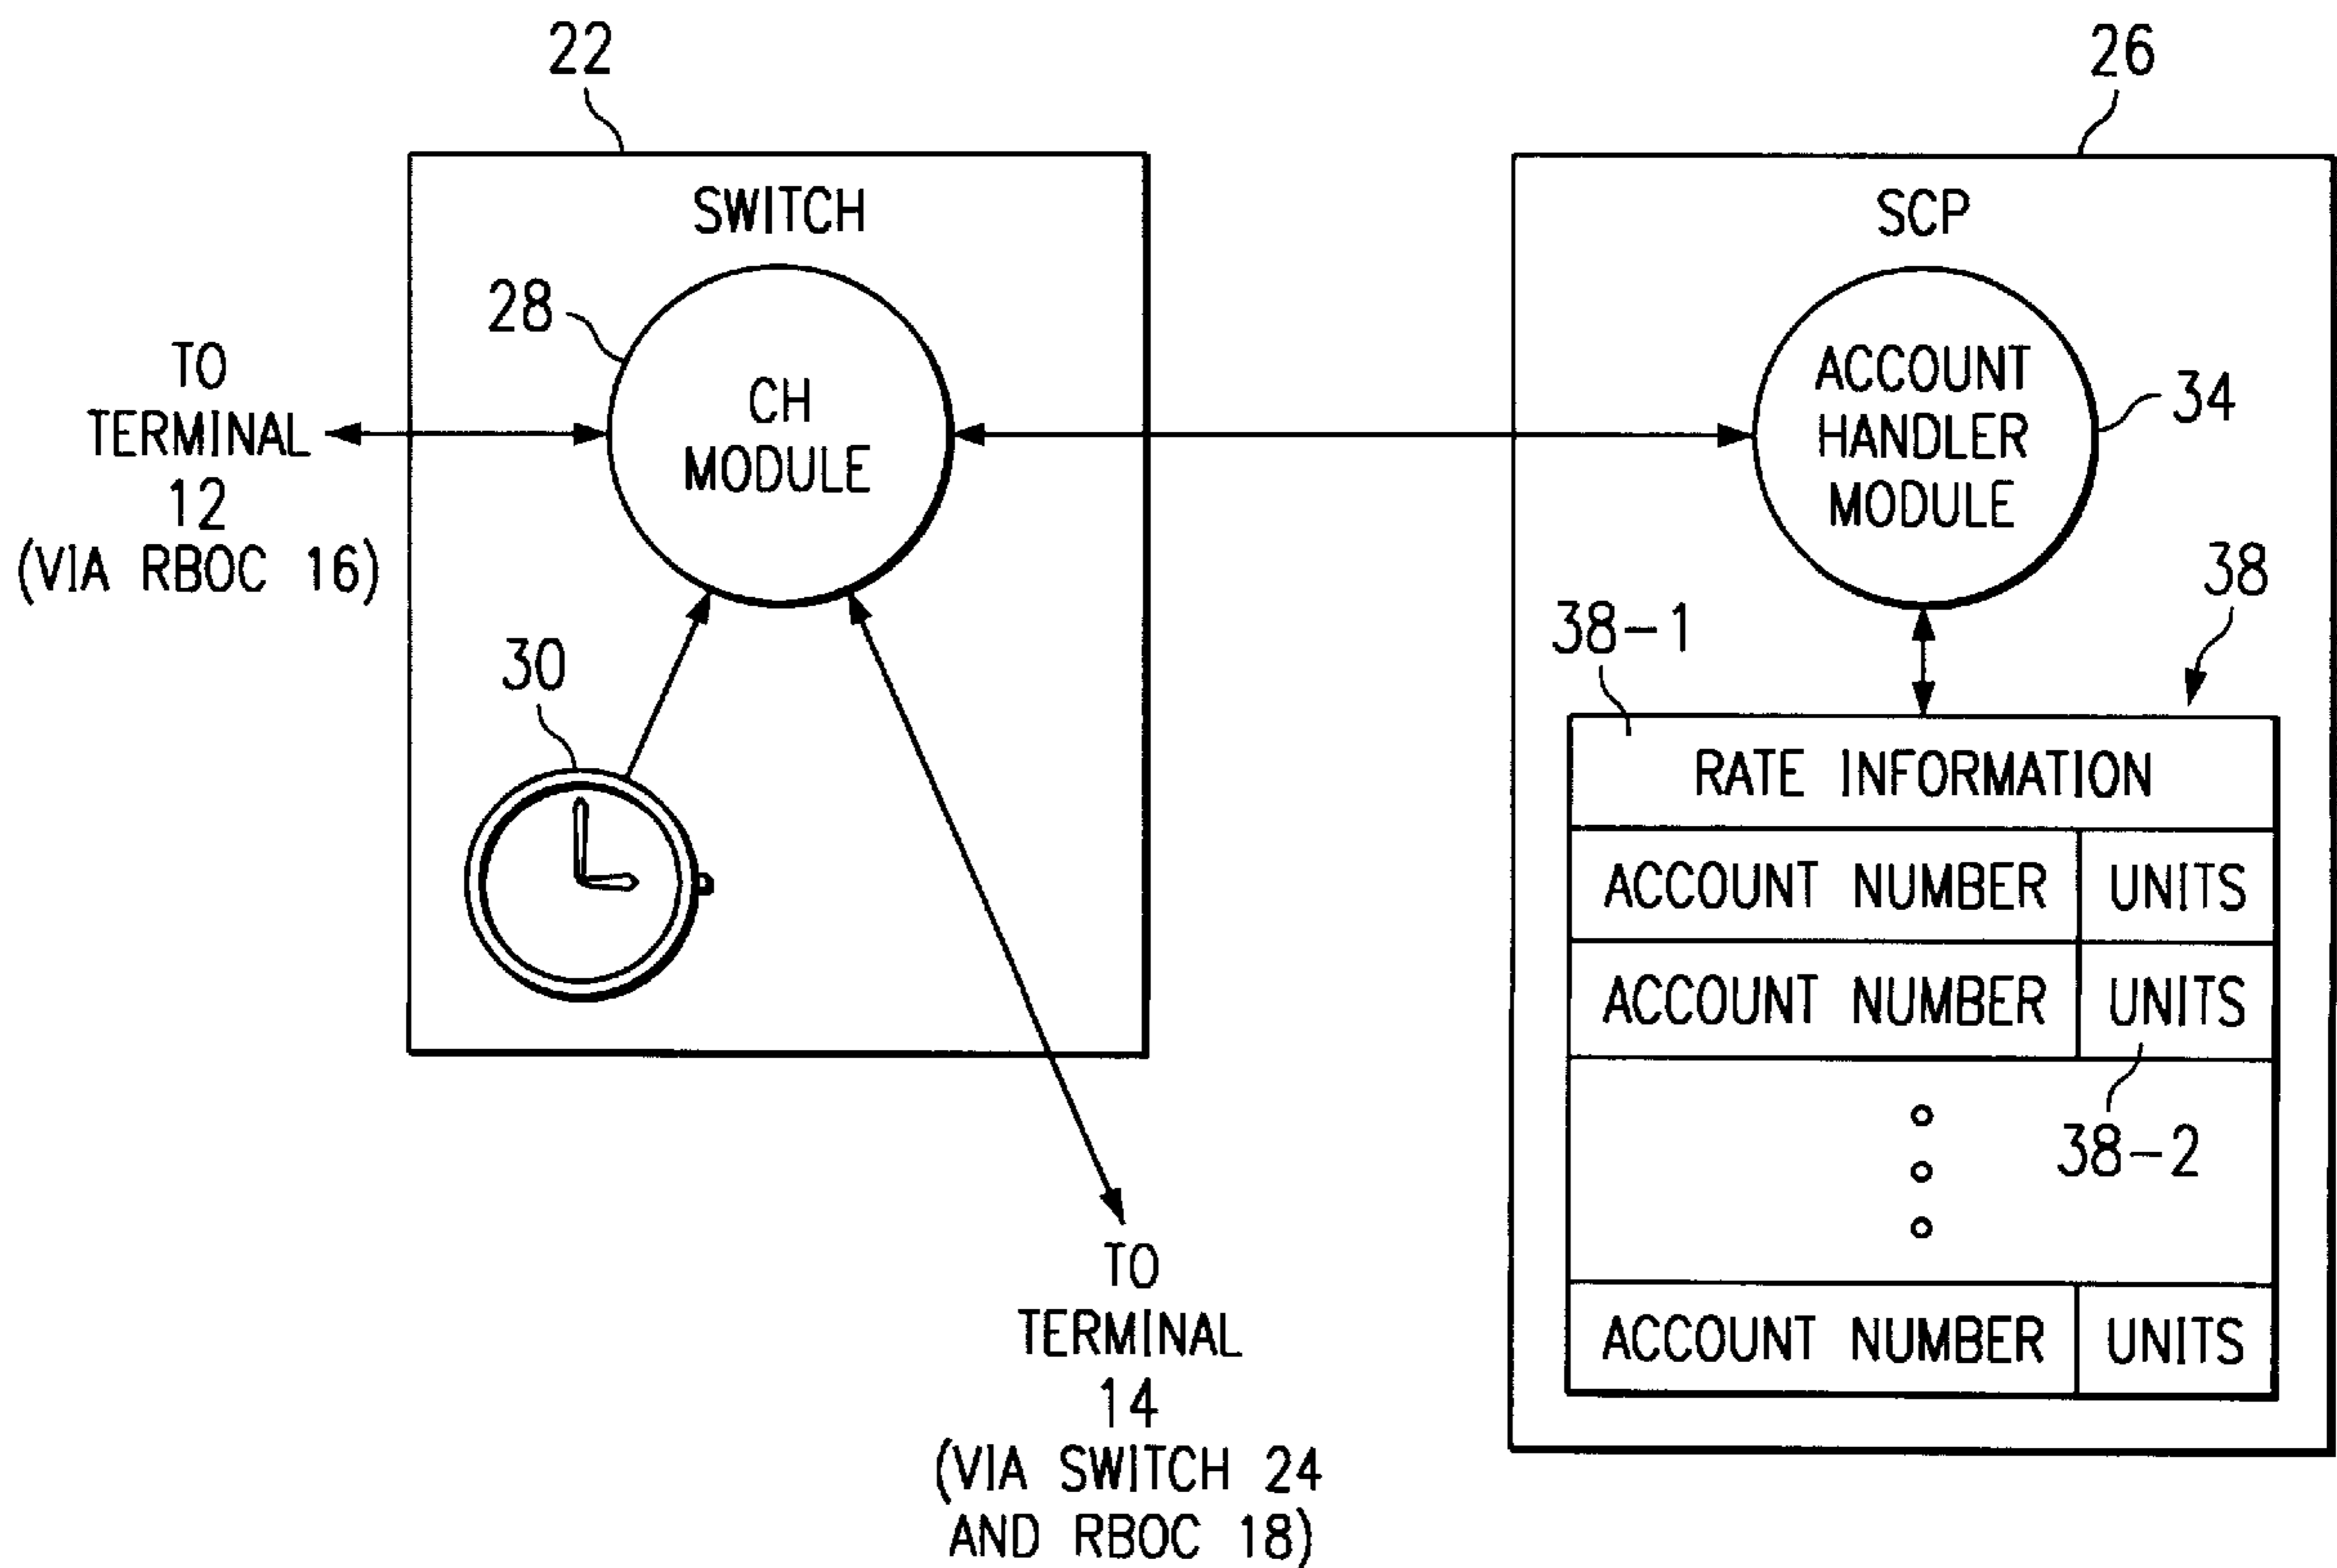 22
26
SWITCH
SCP
28
CH
MODULE
ACCOUNT
HANDLER
MODULE
34
TO
TERMINAL
12
(VIA RBOC 16)
30
38-1
38
RATE INFORMATION
ACCOUNT NUMBER UNITS
ACCOUNT NUMBER UNITS
38-2
ACCOUNT NUMBER UNITS
TO
TERMINAL
14
(VIA SWITCH 24
AND RBOC 18)